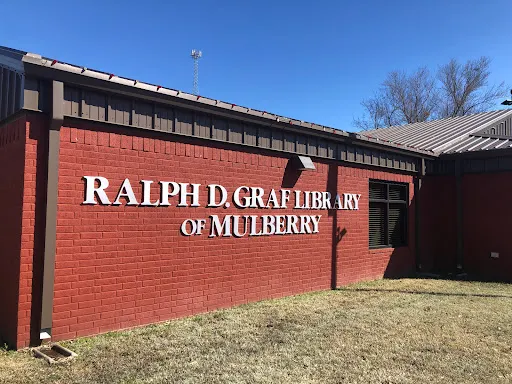 RALPH D. GRAF LIBRARY
OF MULBERRY